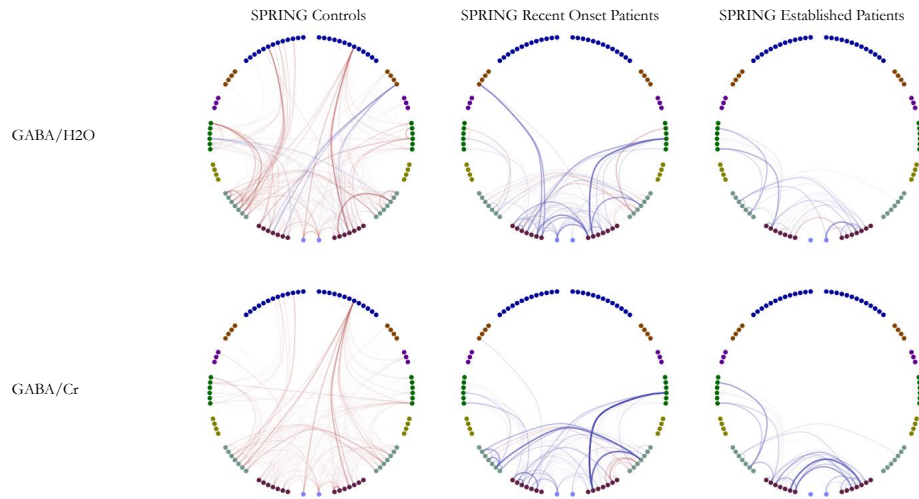 SPRING Controls
SPRING Recent Onset Patients
SPRING Established Patients
GABA/H2O
GABA/Cr